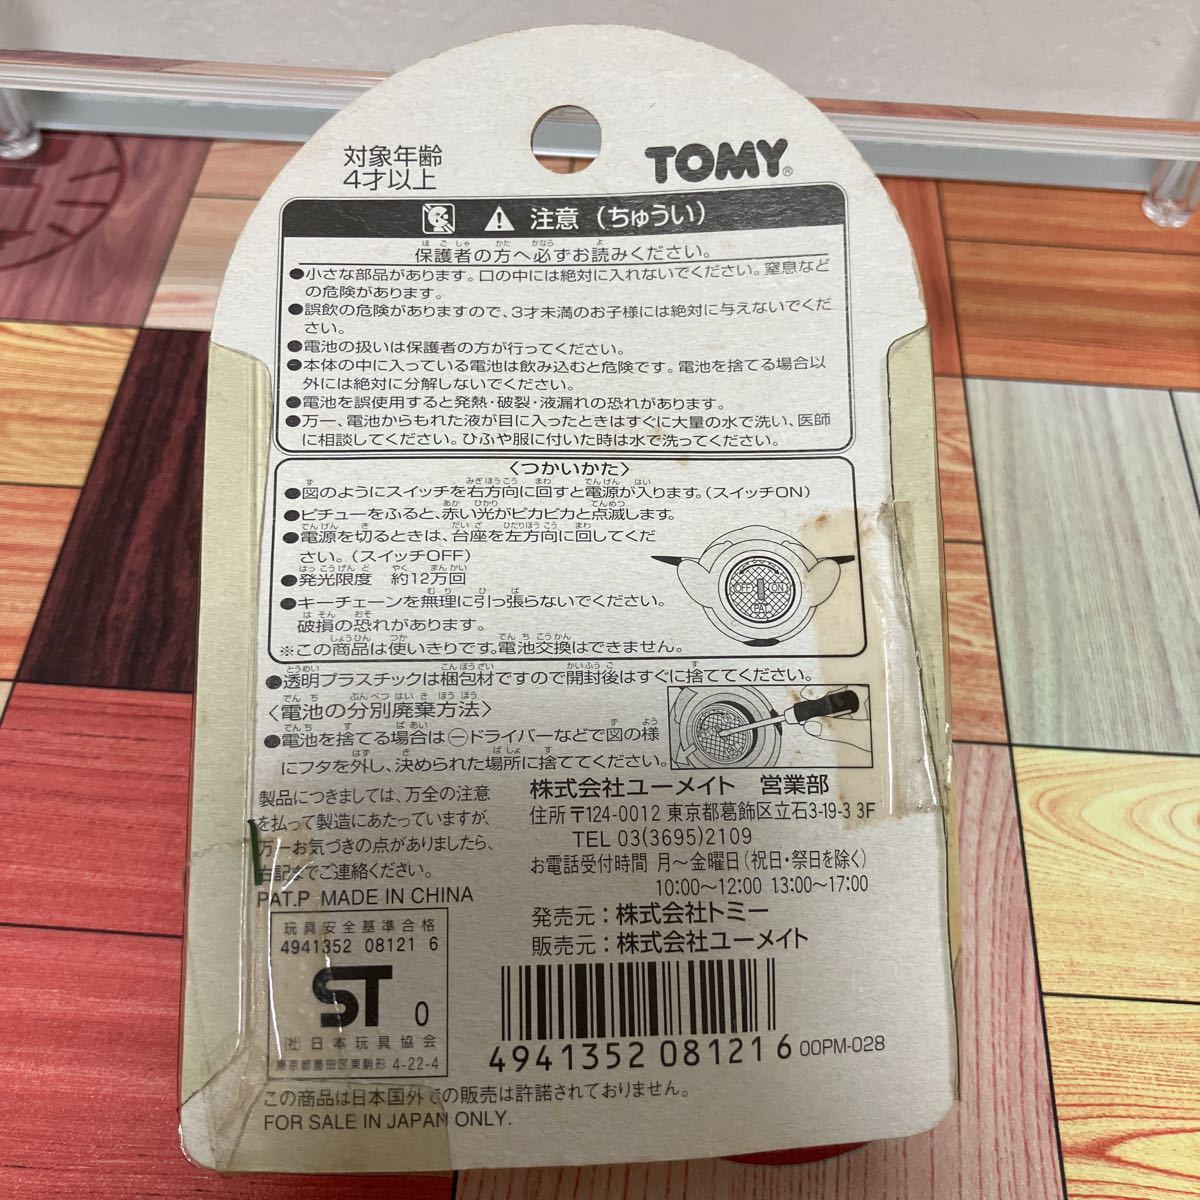 対象年齢
4才以上
TOMY®
注意（ちゅうい）
保護者の方へ必ずお読みください。
●小さな部品があります。口の中には絶対に入れないでください。窒息など
の危険があります。
●誤飲の危険がありますので、3才未満のお子様には絶対に与えないでくだ
さい。
●電池の扱いは保護者の方が行ってください。
●本体の中に入っている電池は飲み込むと危険です。電池を捨てる場合以
外には絶対に分解しないでください。
●電池を誤使用すると発熱・破裂・液漏れの恐れがあります。
●万一、電池からもれた液が目に入ったときはすぐに大量の水で洗い、医師
に相談してください。ひふや服に付いた時は水で洗ってください。
〈つかいかた〉
●図のようにスイッチを右方向に回すと電源が入ります。（スイッチON）
●ピチューをふると、赤い光がピカピカと点滅します。
●電源を切るときは、台座を左方向に回してくだ
さい。（スイッチOFF）
●発光限度 約12万回
●キーチェーンを無理に引っ張らないでください。
破損の恐れがあります。
※この商品は使いきりです。電池交換はできません。
OFF ON
PAT.
●透明プラスチックは梱包材ですので開封後はすぐに捨ててください。
〈電池の分別廃棄方法〉
●電池を捨てる場合は㊀ドライバーなどで図の様
にフタを外し、決められた場所に捨ててください。
製品につきましては、万全の注意
を払って製造にあたっていますが、
万一お気づきの点がありましたら、
右記までご連絡ください。
PAT.P MADE IN CHINA
株式会社ユーメイト 営業部
住所 〒124-0012 東京都葛飾区立石3-19-3 3F
TEL 03(3695)2109
お電話受付時間 月～金曜日（祝日・祭日を除く）
10:00～12:00 13:00～17:00
発売元：株式会社トミー
販売元：株式会社ユーメイト
玩具安全基準合格
4941352 08121 6
ST 0
（社）日本玩具協会
東京都墨田区東駒形 4-22-4
4941352 081216
00PM-028
この商品は日本国外での販売は許諾されておりません。
FOR SALE IN JAPAN ONLY.